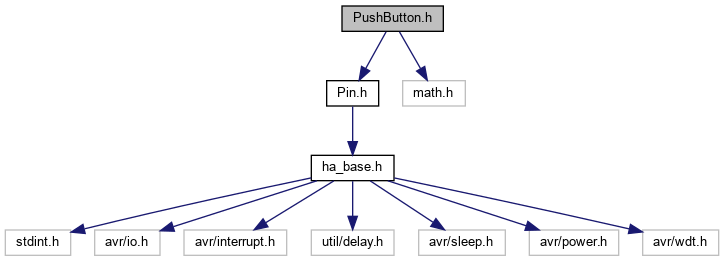 PushButton.h
Pin.h
math.h
ha_base.h
stdint.h
avr/io.h
avr/interrupt.h
util/delay.h
avr/sleep.h
avr/power.h
avr/wdt.h